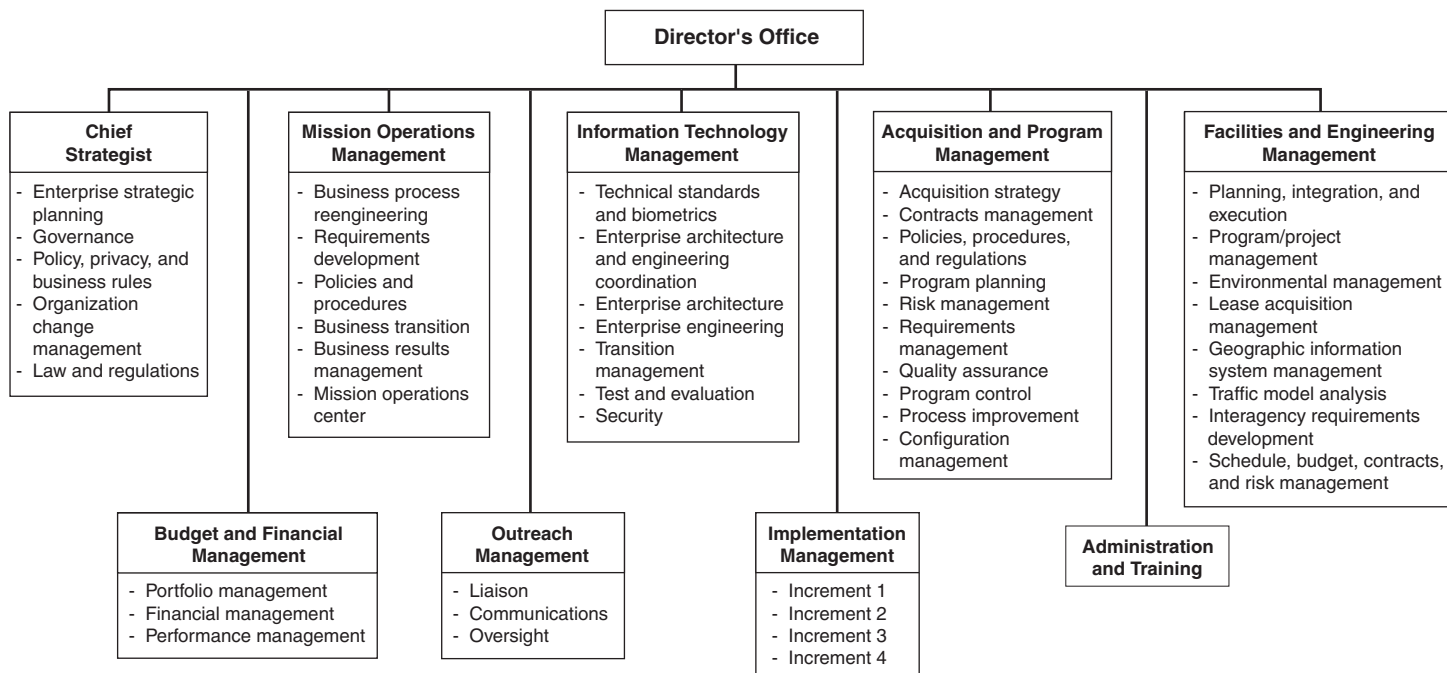 Director's Office
Chief
Strategist
- Enterprise strategic
planning
- Governance
- Policy, privacy, and
business rules
- Organization
change
management
- Law and regulations
Mission Operations
Management
- Business process
reengineering
- Requirements
development
- Policies and
procedures
- Business transition
- Business results
management
- Mission operations
center
Information Technology
Management
- Technical standards
and biometrics
- Enterprise architecture
and engineering
coordination
- Enterprise architecture
- Enterprise engineering
- Transition
management
- Test and evaluation
- Security
Acquisition and Program
Management
- Acquisition strategy
- Contracts management
- Policies, procedures,
and regulations
- Program planning
- Risk management
- Requirements
management
- Quality assurance
- Program control
- Process improvement
- Configuration
management
Facilities and Engineering
Management
- Planning, integration, and
execution
- Program/project
management
- Environmental management
- Lease acquisition
management
- Geographic information
system management
- Traffic model analysis
- Interagency requirements
development
- Schedule, budget, contracts,
and risk management
Budget and Financial
Management
- Portfolio management
- Financial management
- Performance management
Outreach
Management
- Liaison
- Communications
- Oversight
Implementation
Management
- Increment 1
- Increment 2
- Increment 3
- Increment 4
Administration
and Training